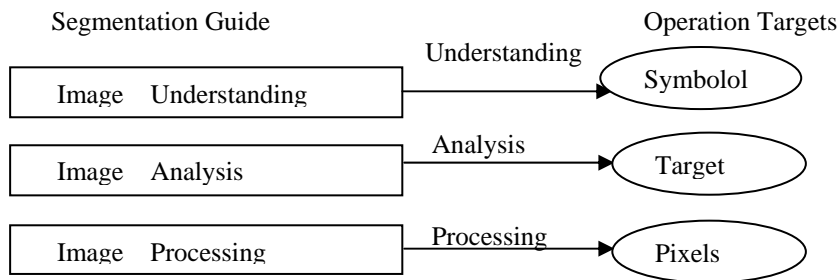 Segmentation Guide Operation Targets
Understanding
Image Understanding Symbolol
Analysis
Image Analysis Target
Processing
Image Processing Pixels